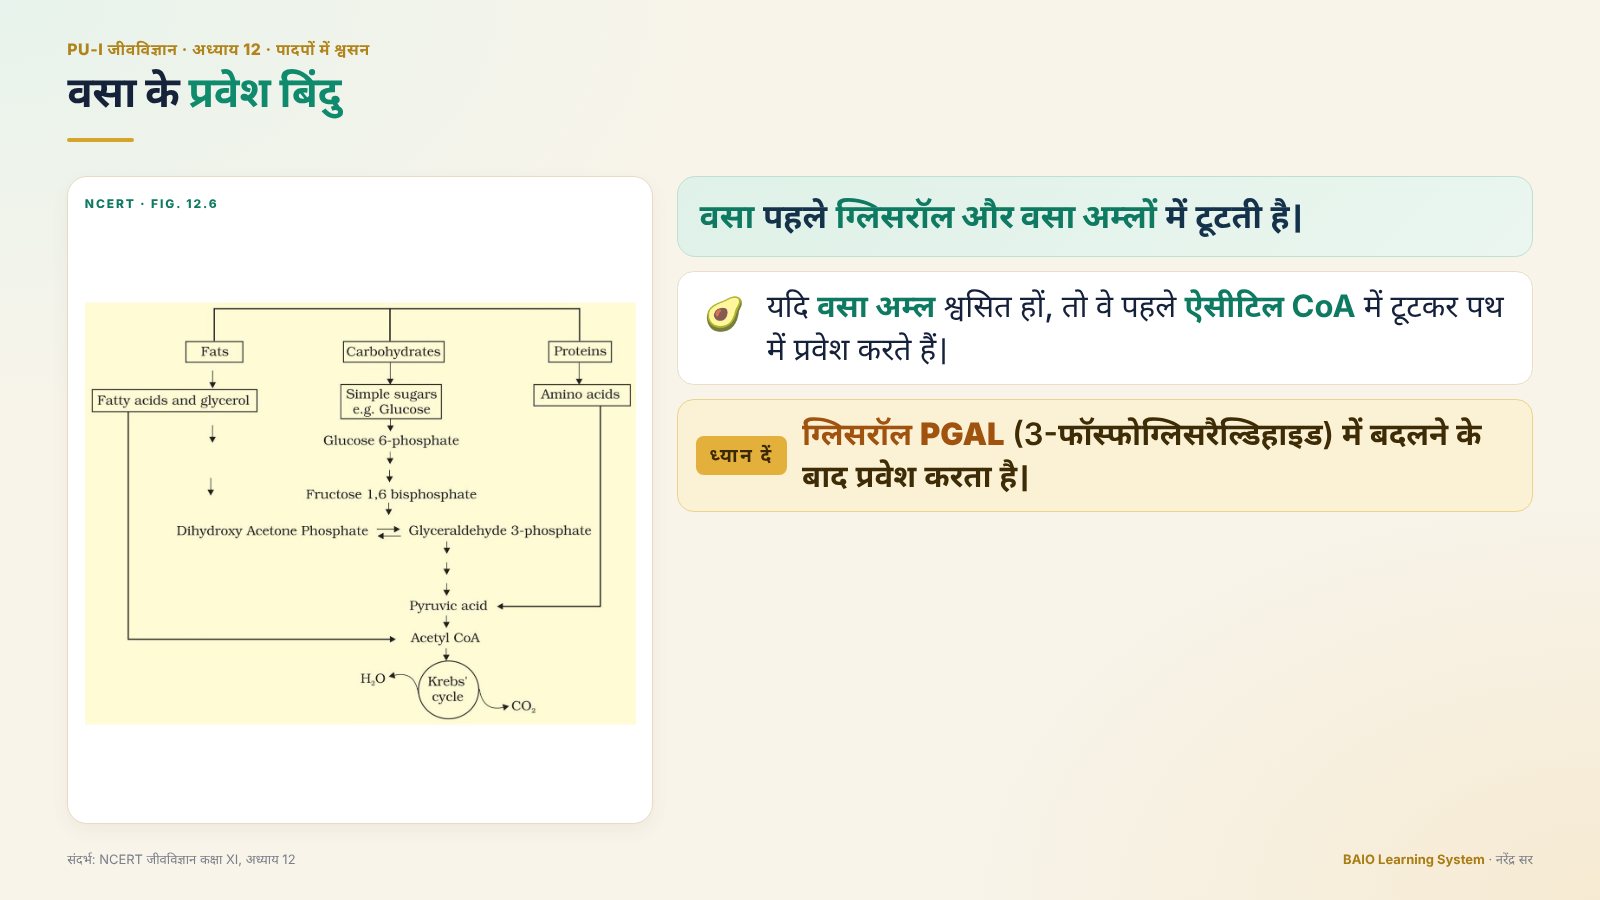 PU-I जीवविज्ञान · अध्याय 12 · पादपों में श्वसन
वसा के प्रवेश बिंदु
NCERT · FIG. 12.6
Fats
Carbohydrates
Proteins
Fatty acids and glycerol
Simple sugars
e.g. Glucose
Amino acids
Glucose 6-phosphate
Fructose 1,6 bisphosphate
Dihydroxy Acetone Phosphate
Glyceraldehyde 3-phosphate
Pyruvic acid
Acetyl CoA
H₂O
Krebs'
cycle
CO₂
वसा पहले ग्लिसरॉल और वसा अम्लों में टूटती है।
यदि वसा अम्ल श्वसित हों, तो वे पहले ऐसीटिल CoA में टूटकर पथ
में प्रवेश करते हैं।
ध्यान दें
ग्लिसरॉल PGAL (3-फॉस्फोग्लिसरैल्डिहाइड) में बदलने के
बाद प्रवेश करता है।
संदर्भ: NCERT जीवविज्ञान कक्षा XI, अध्याय 12
BAIO Learning System · नरेंद्र सर